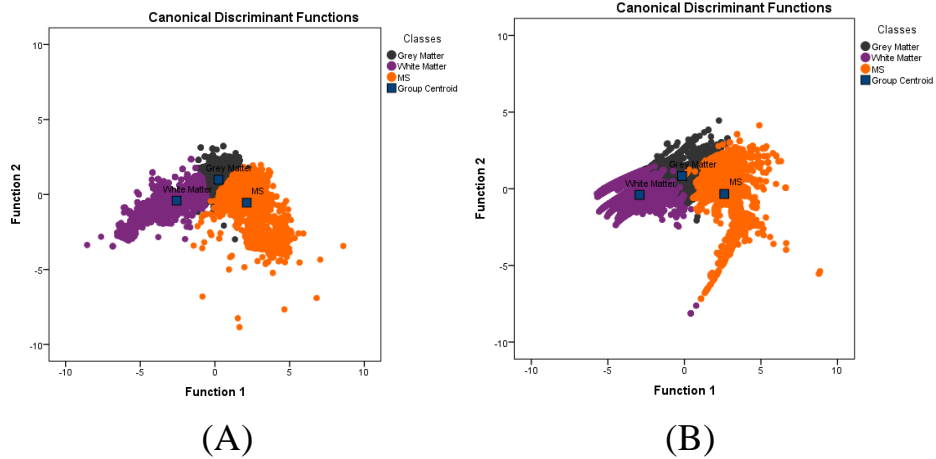 Canonical Discriminant Functions
Classes
Grey Matter
White Matter
MS
Group Centroid
10
5
0
-5
-10
Function 2
Grey Matter
White Matter
MS
-10
-5
0
5
10
Function 1
(A)
Canonical Discriminant Functions
Classes
Grey Matter
White Matter
MS
Group Centroid
10
5
0
-5
-10
Function 2
Grey Matter
White Matter
MS
-10
-5
0
5
10
Function 1
(B)